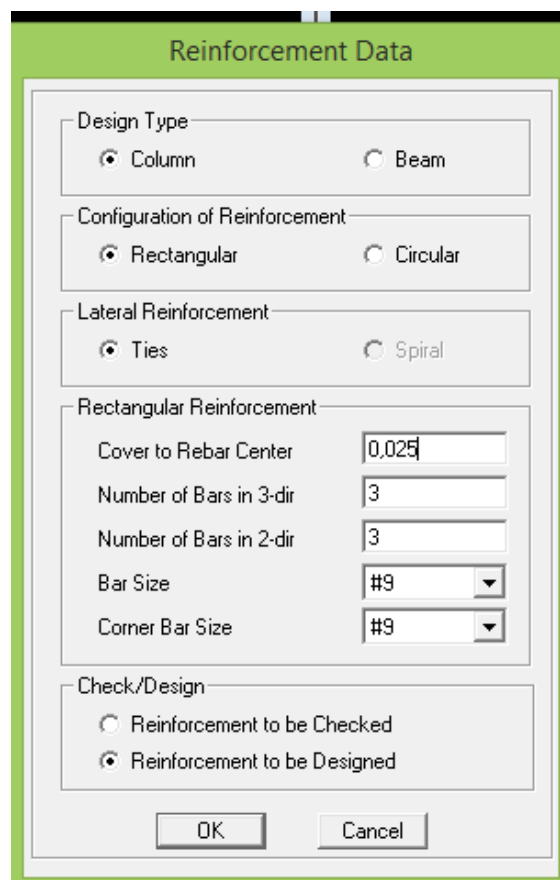 Reinforcement Data
Design Type
Column Beam
Configuration of Reinforcement
Rectangular Circular
Lateral Reinforcement
Ties Spiral
Rectangular Reinforcement
Cover to Rebar Center 0,025
Number of Bars in 3-dir 3
Number of Bars in 2-dir 3
Bar Size #9
Corner Bar Size #9
Check/Design
Reinforcement to be Checked
Reinforcement to be Designed
OK Cancel